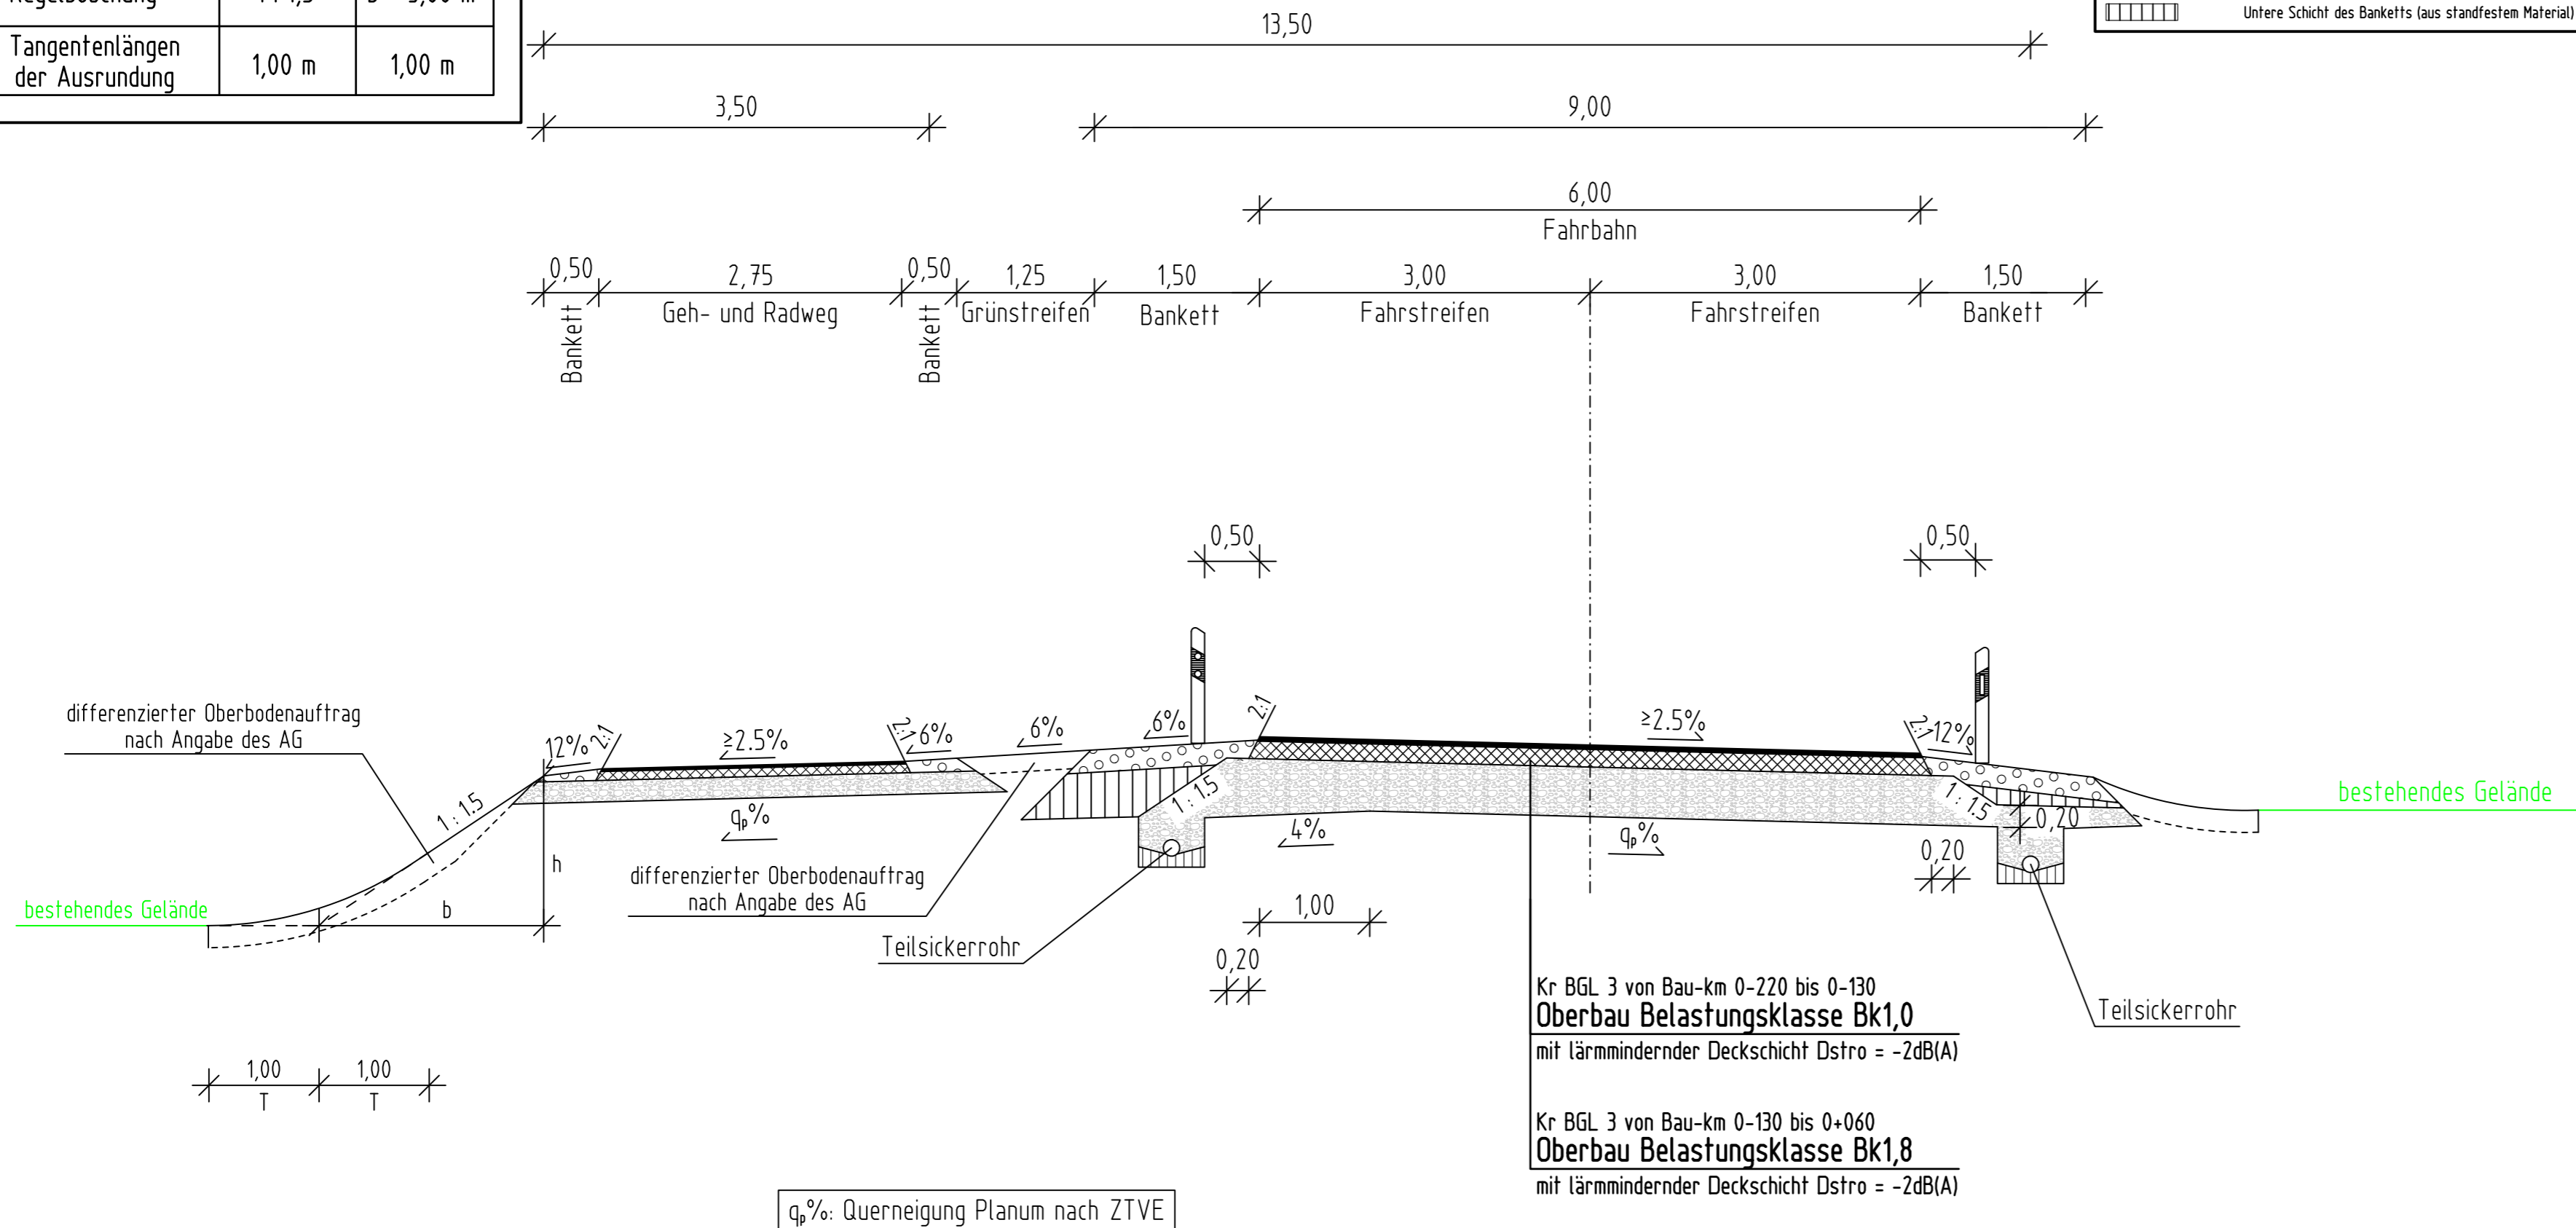 Regelböschung 1 : 1,5 b = 3,00 m
Tangentenlängen
der Ausrundung
1,00 m 1,00 m
Untere Schicht des Banketts (aus standfestem Material)
13,50
3,50 9,00
6,00
Fahrbahn
0,50 2,75 0,50 1,25 1,50 3,00 3,00 1,50
Bankett Geh- und Radweg Bankett Grünstreifen Bankett Fahrstreifen Fahrstreifen Bankett
0,50 0,50
differenzierter Oberbodenauftrag
nach Angabe des AG
12% 2:1 ≥2.5% 2:1 6% 6% 6% 2:1 ≥2.5% 2:1 12%
1 : 1.5 1 : 1.5 1 : 1.5
bestehendes Gelände
qp% 4% qp% 0,20
h
0,20
differenzierter Oberbodenauftrag
nach Angabe des AG
bestehendes Gelände
b
1,00
Teilsickerrohr
0,20
Kr BGL 3 von Bau-km 0-220 bis 0-130
Oberbau Belastungsklasse Bk1,0
mit lärmmindernder Deckschicht Dstro = -2dB(A)
Teilsickerrohr
1,00 1,00
T T
Kr BGL 3 von Bau-km 0-130 bis 0+060
Oberbau Belastungsklasse Bk1,8
mit lärmmindernder Deckschicht Dstro = -2dB(A)
qp%: Querneigung Planum nach ZTVE